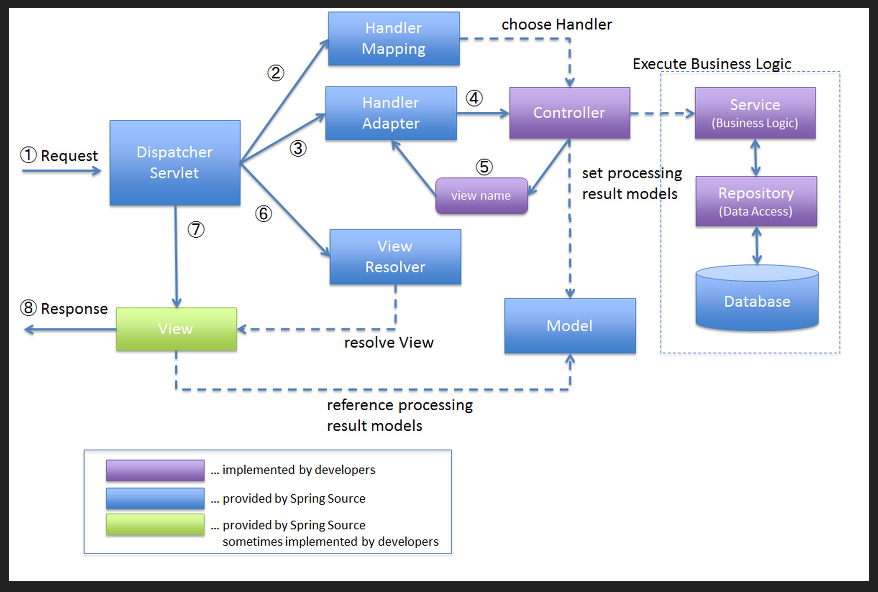 choose Handler
Handler
Mapping
②
Execute Business Logic
Handler
Adapter
④
Controller
Service
(Business Logic)
① Request
Dispatcher
Servlet
③
⑤
view name
set processing
result models
Repository
(Data Access)
⑥
⑦
View
Resolver
Database
⑧ Response
View
resolve View
Model
reference processing
result models
... implemented by developers
... provided by Spring Source
... provided by Spring Source
sometimes implemented by developers